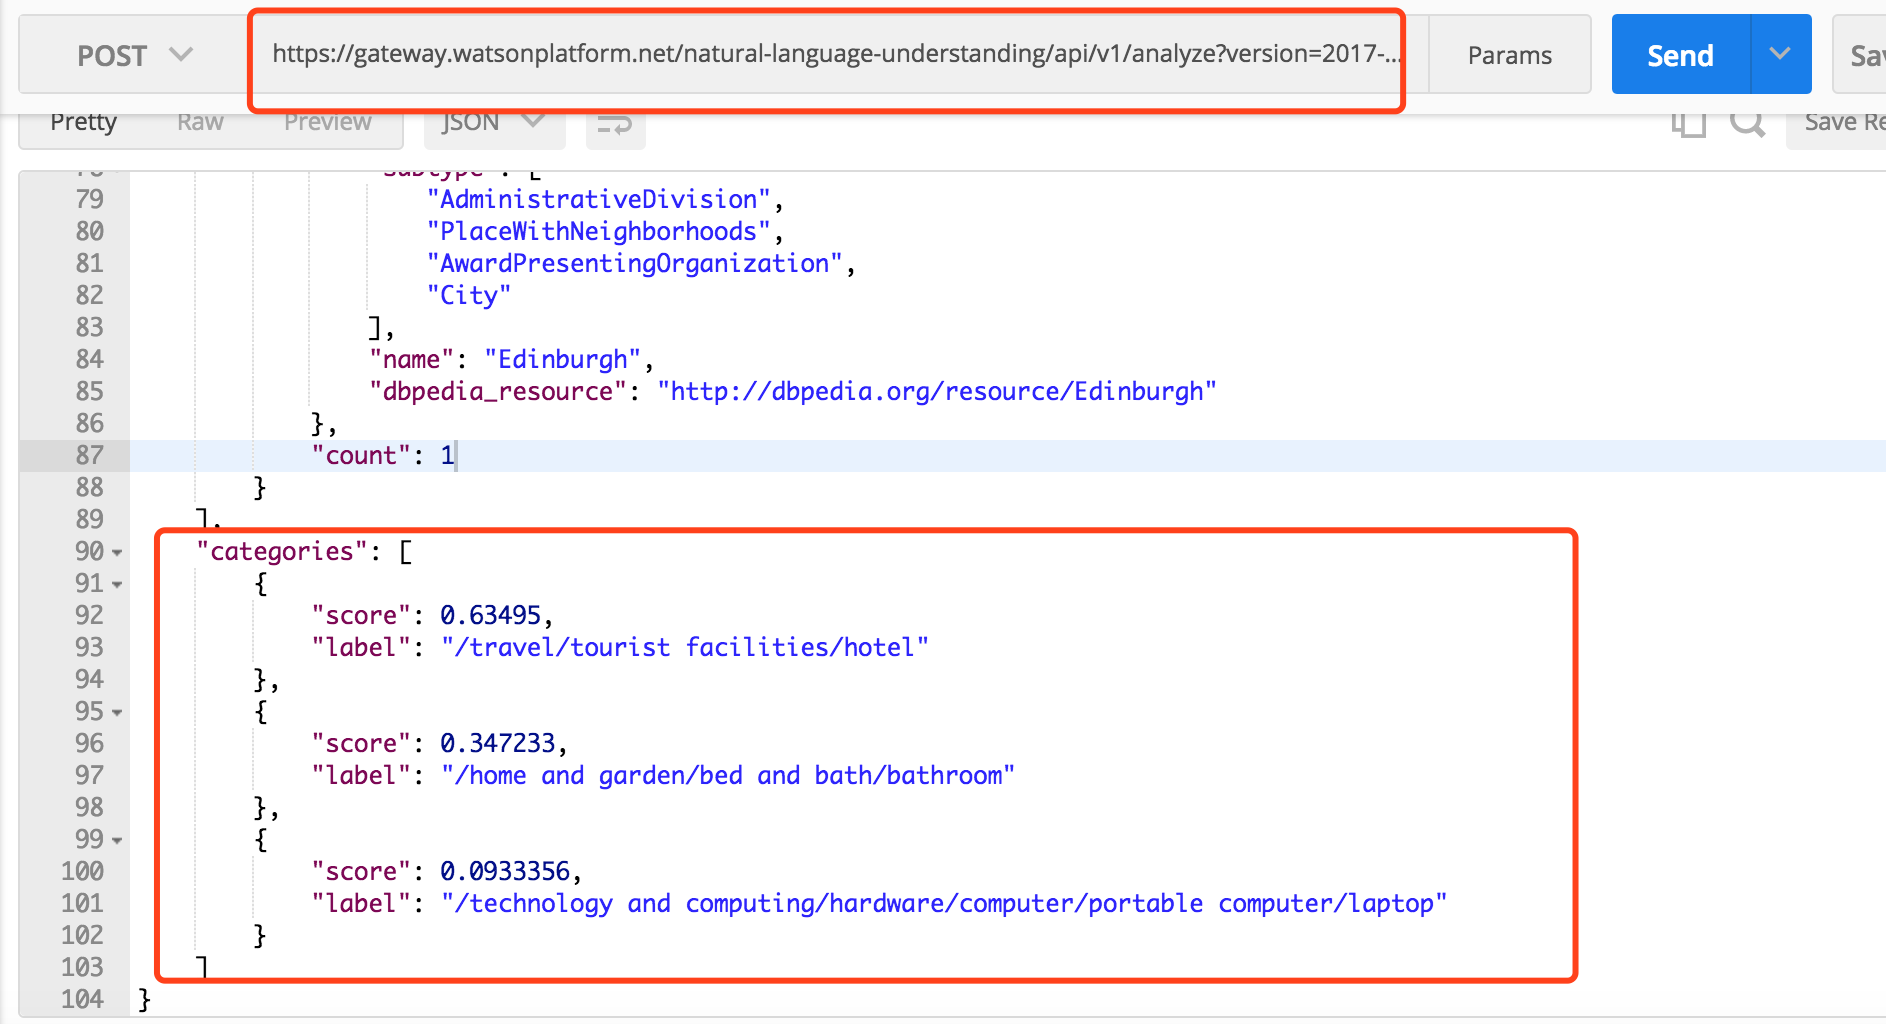 POST https://gateway.watsonplatform.net/natural-language-understanding/api/v1/analyze?version=2017-... Params Send Sav
Pretty Raw Preview JSON Save Re
78 "subtype": [
79 "AdministrativeDivision",
80 "PlaceWithNeighborhoods",
81 "AwardPresentingOrganization",
82 "City"
83 ],
84 "name": "Edinburgh",
85 "dbpedia_resource": "http://dbpedia.org/resource/Edinburgh"
86 },
87 "count": 1
88 }
89 ],
90 "categories": [
91 {
92 "score": 0.63495,
93 "label": "/travel/tourist facilities/hotel"
94 },
95 {
96 "score": 0.347233,
97 "label": "/home and garden/bed and bath/bathroom"
98 },
99 {
100 "score": 0.0933356,
101 "label": "/technology and computing/hardware/computer/portable computer/laptop"
102 }
103 ]
104 }